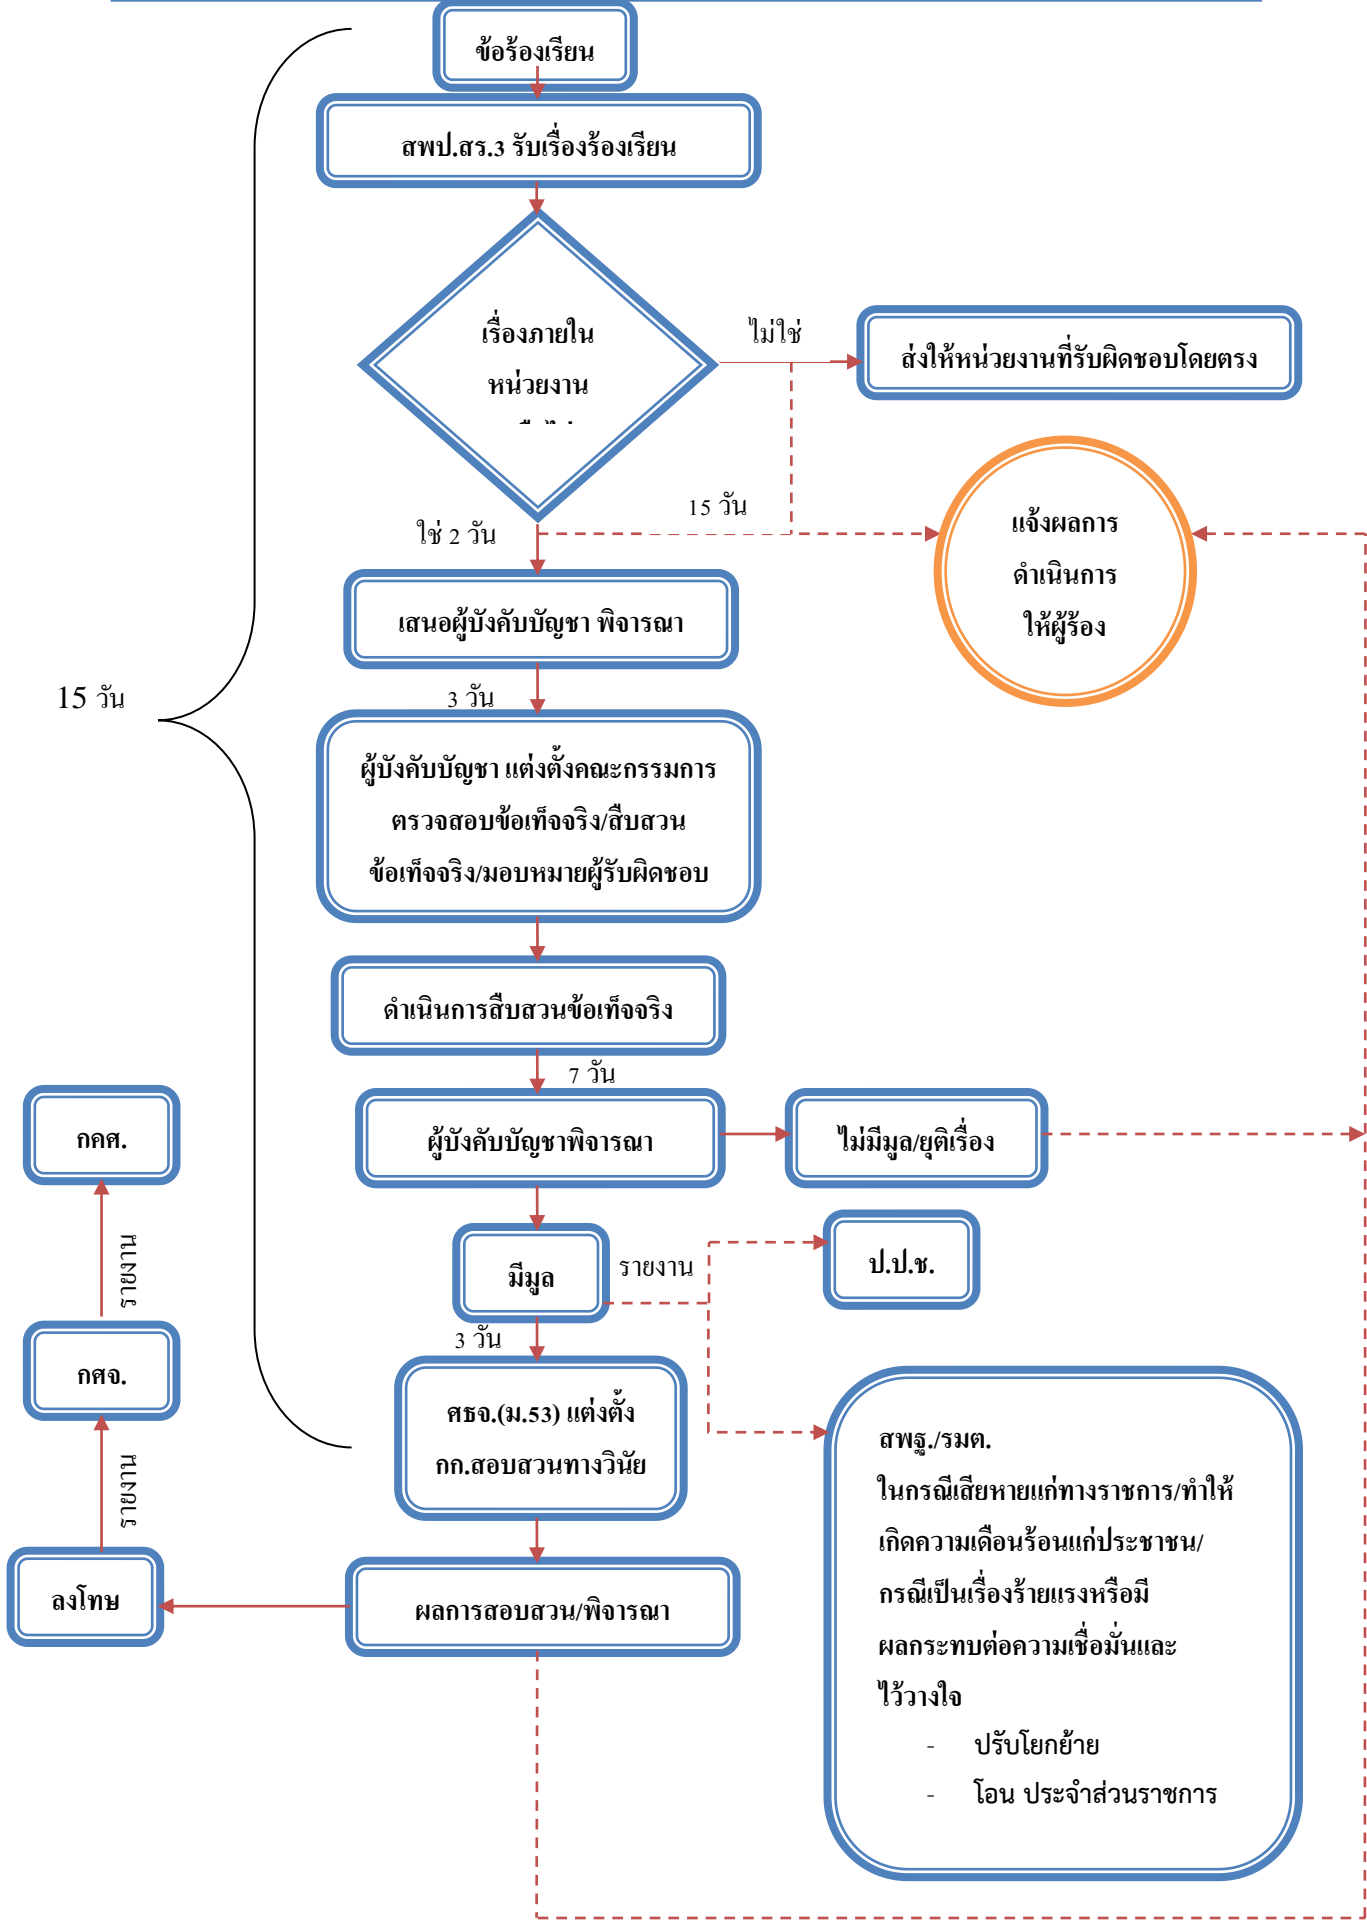 ข้อร้องเรียน
สพป.สร.3 รับเรื่องร้องเรียน
เรื่องภายใน
หน่วยงาน
ไม่ใช่
ส่งให้หน่วยงานที่รับผิดชอบโดยตรง
15 วัน
ใช่ 2 วัน
แจ้งผลการ
ดำเนินการ
ให้ผู้ร้อง
เสนอผู้บังคับบัญชา พิจารณา
15 วัน
3 วัน
ผู้บังคับบัญชา แต่งตั้งคณะกรรมการ
ตรวจสอบข้อเท็จจริง/สืบสวน
ข้อเท็จจริง/มอบหมายผู้รับผิดชอบ
ดำเนินการสืบสวนข้อเท็จจริง
7 วัน
กคศ.
ผู้บังคับบัญชาพิจารณา
ไม่มีมูล/ยุติเรื่อง
รายงาน
มีมูล
รายงาน
ป.ป.ช.
3 วัน
กศจ.
ศธจ.(ม.53) แต่งตั้ง
กก.สอบสวนทางวินัย
รายงาน
ลงโทษ
ผลการสอบสวน/พิจารณา
สพฐ./รมต.
ในกรณีเสียหายแก่ทางราชการ/ทำให้
เกิดความเดือนร้อนแก่ประชาชน/
กรณีเป็นเรื่องร้ายแรงหรือมี
ผลกระทบต่อความเชื่อมั่นและ
ไว้วางใจ
- ปรับโยกย้าย
- โอน ประจำส่วนราชการ